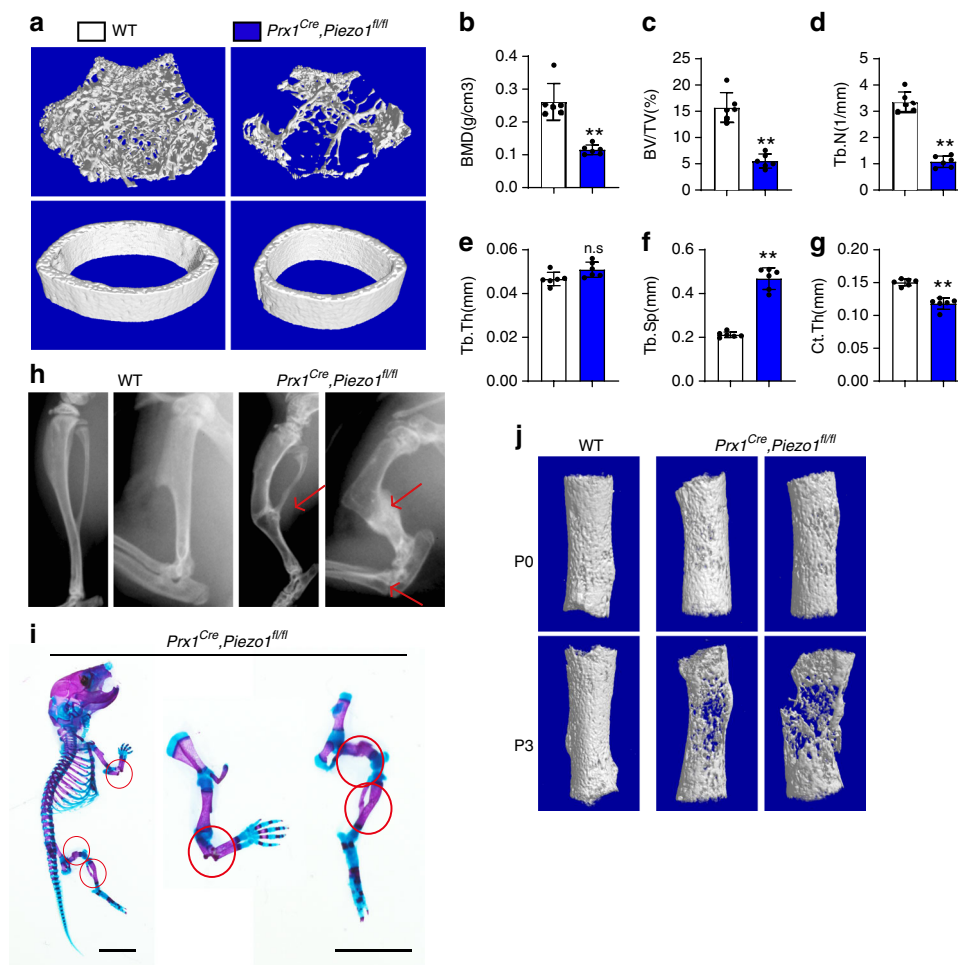 a
WT
Prx1Cre,Piezo1fl/fl
b
BMD(g/cm3)
0.4
0.3
0.2
0.1
0.0
**
c
BV/TV(%)
25
20
15
10
5
0
**
d
Tb.N(1/mm)
5
4
3
2
1
0
**
e
Tb.Th(mm)
0.06
0.04
0.02
0.00
n.s
f
Tb.Sp(mm)
0.6
0.4
0.2
0.0
**
g
Ct.Th(mm)
0.20
0.15
0.10
0.05
0.00
**
h
WT
Prx1Cre,Piezo1fl/fl
i
Prx1Cre,Piezo1fl/fl
j
WT
Prx1Cre,Piezo1fl/fl
P0
P3